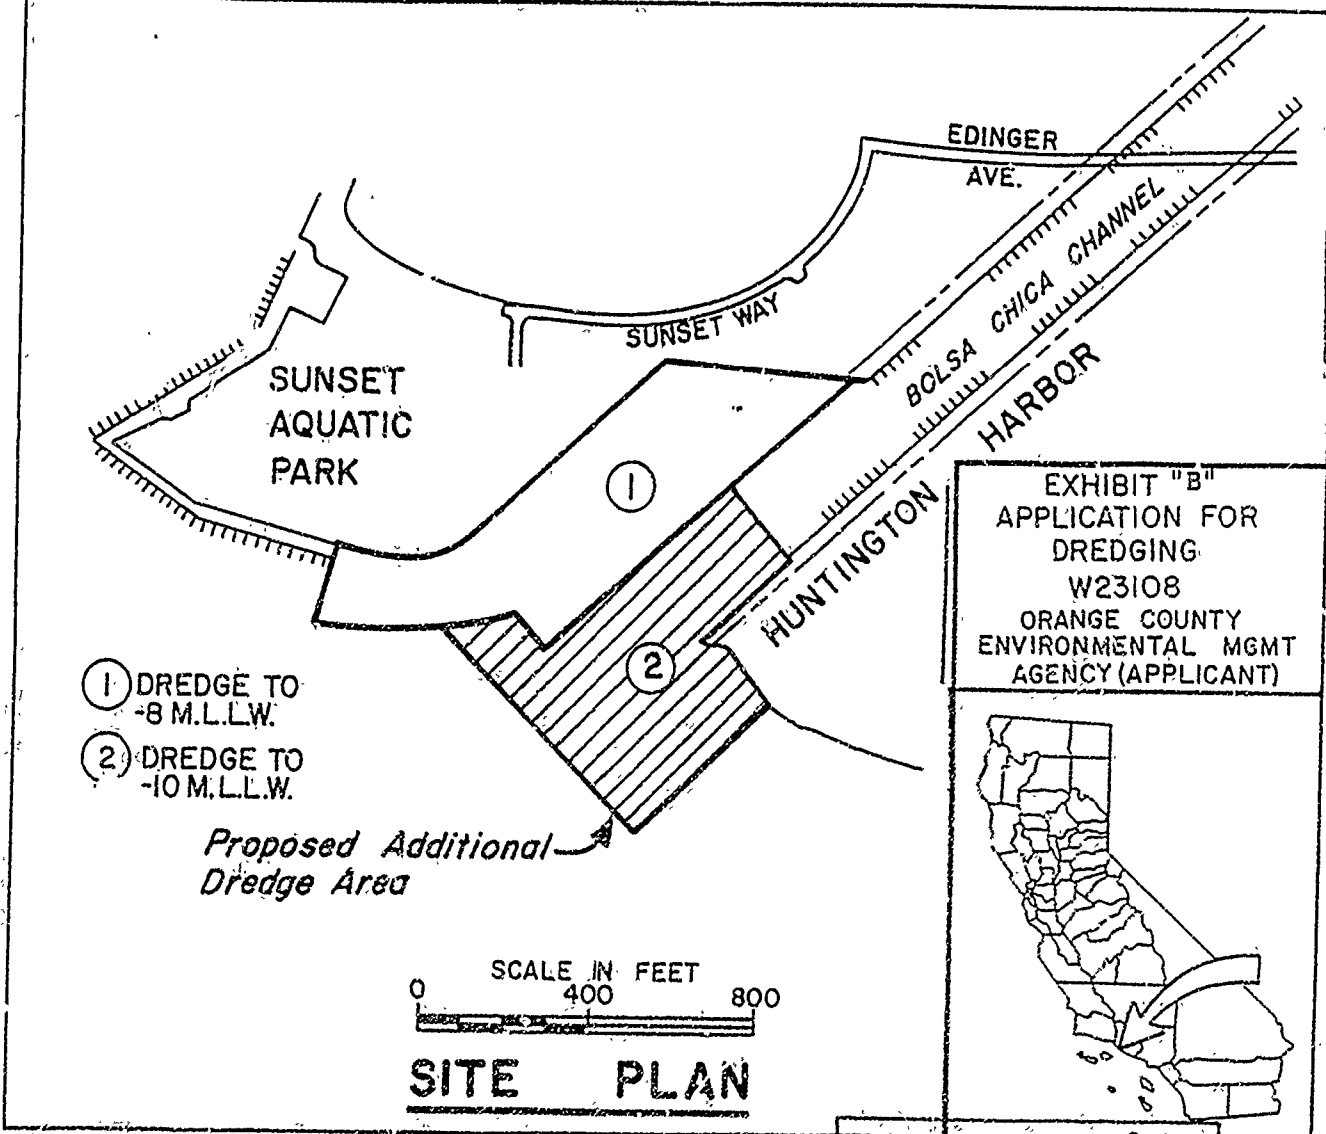 EDINGER
AVE.
SUNSET WAY
BOLSA CHICA CHANNEL
HUNTINGTON HARBOR
SUNSET
AQUATIC
PARK
1
2
1 DREDGE TO
-8 M.L.L.W.
2 DREDGE TO
-10 M.L.L.W.
Proposed Additional
Dredge Area
SCALE IN FEET
0 400 800
SITE PLAN
EXHIBIT "B"
APPLICATION FOR
DREDGING
W23108
ORANGE COUNTY
ENVIRONMENTAL MGMT
AGENCY (APPLICANT)